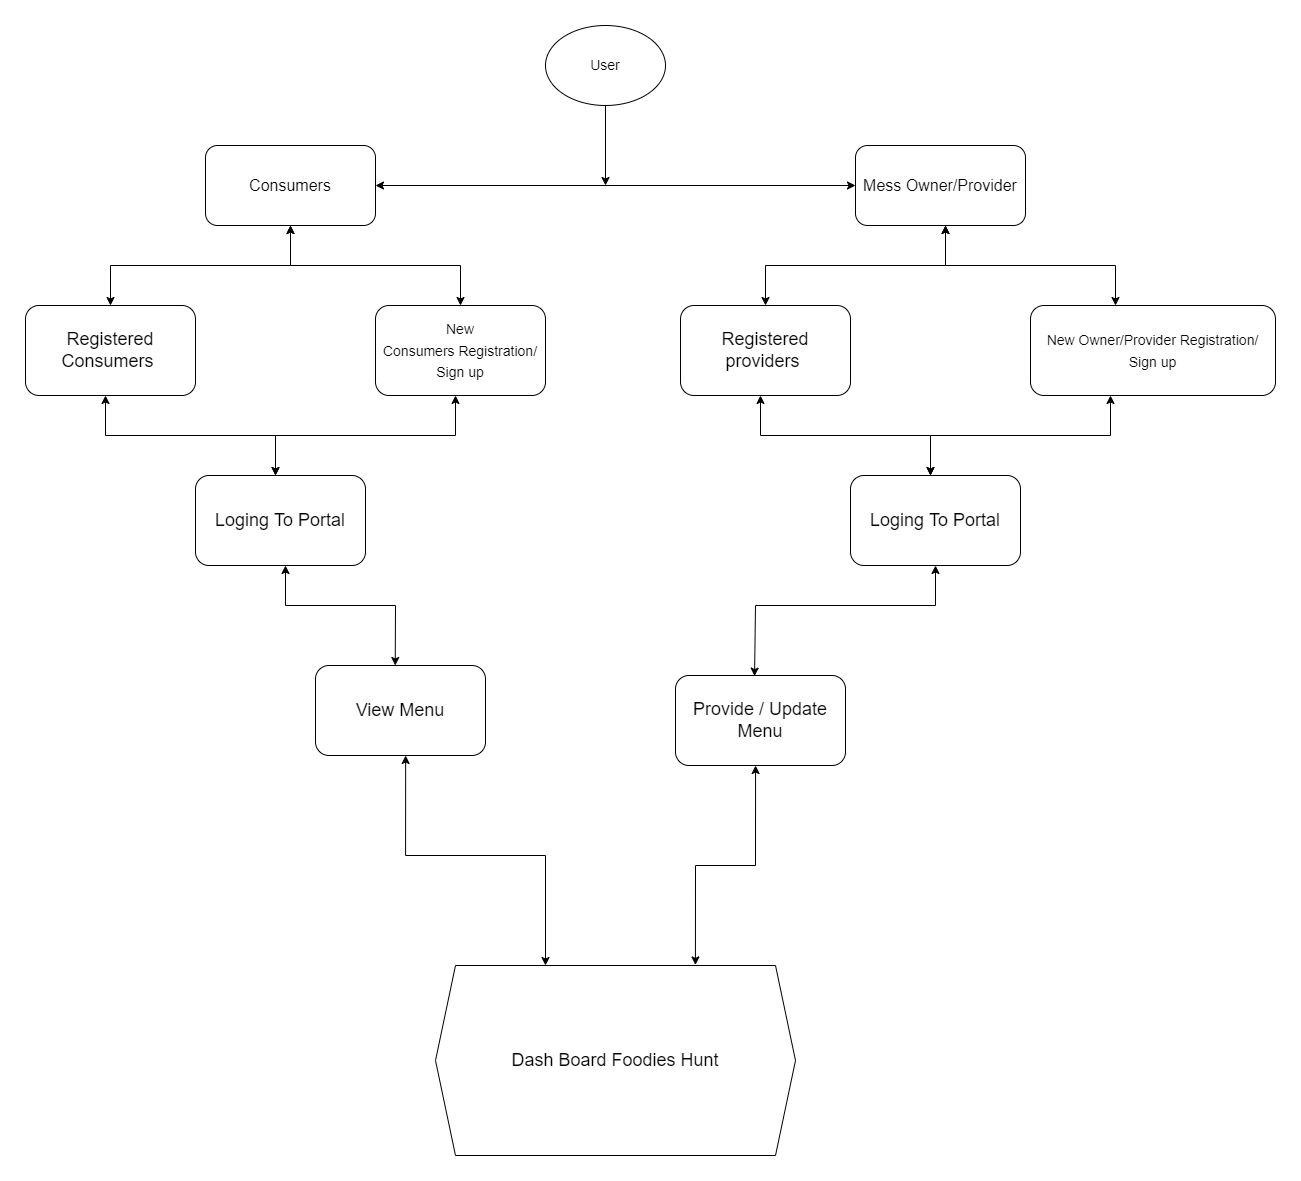 User
Consumers
Mess Owner/Provider
Registered
Consumers
New
Consumers Registration/
Sign up
Registered
providers
New Owner/Provider Registration/
Sign up
Loging To Portal
Loging To Portal
View Menu
Provide / Update
Menu
Dash Board Foodies Hunt